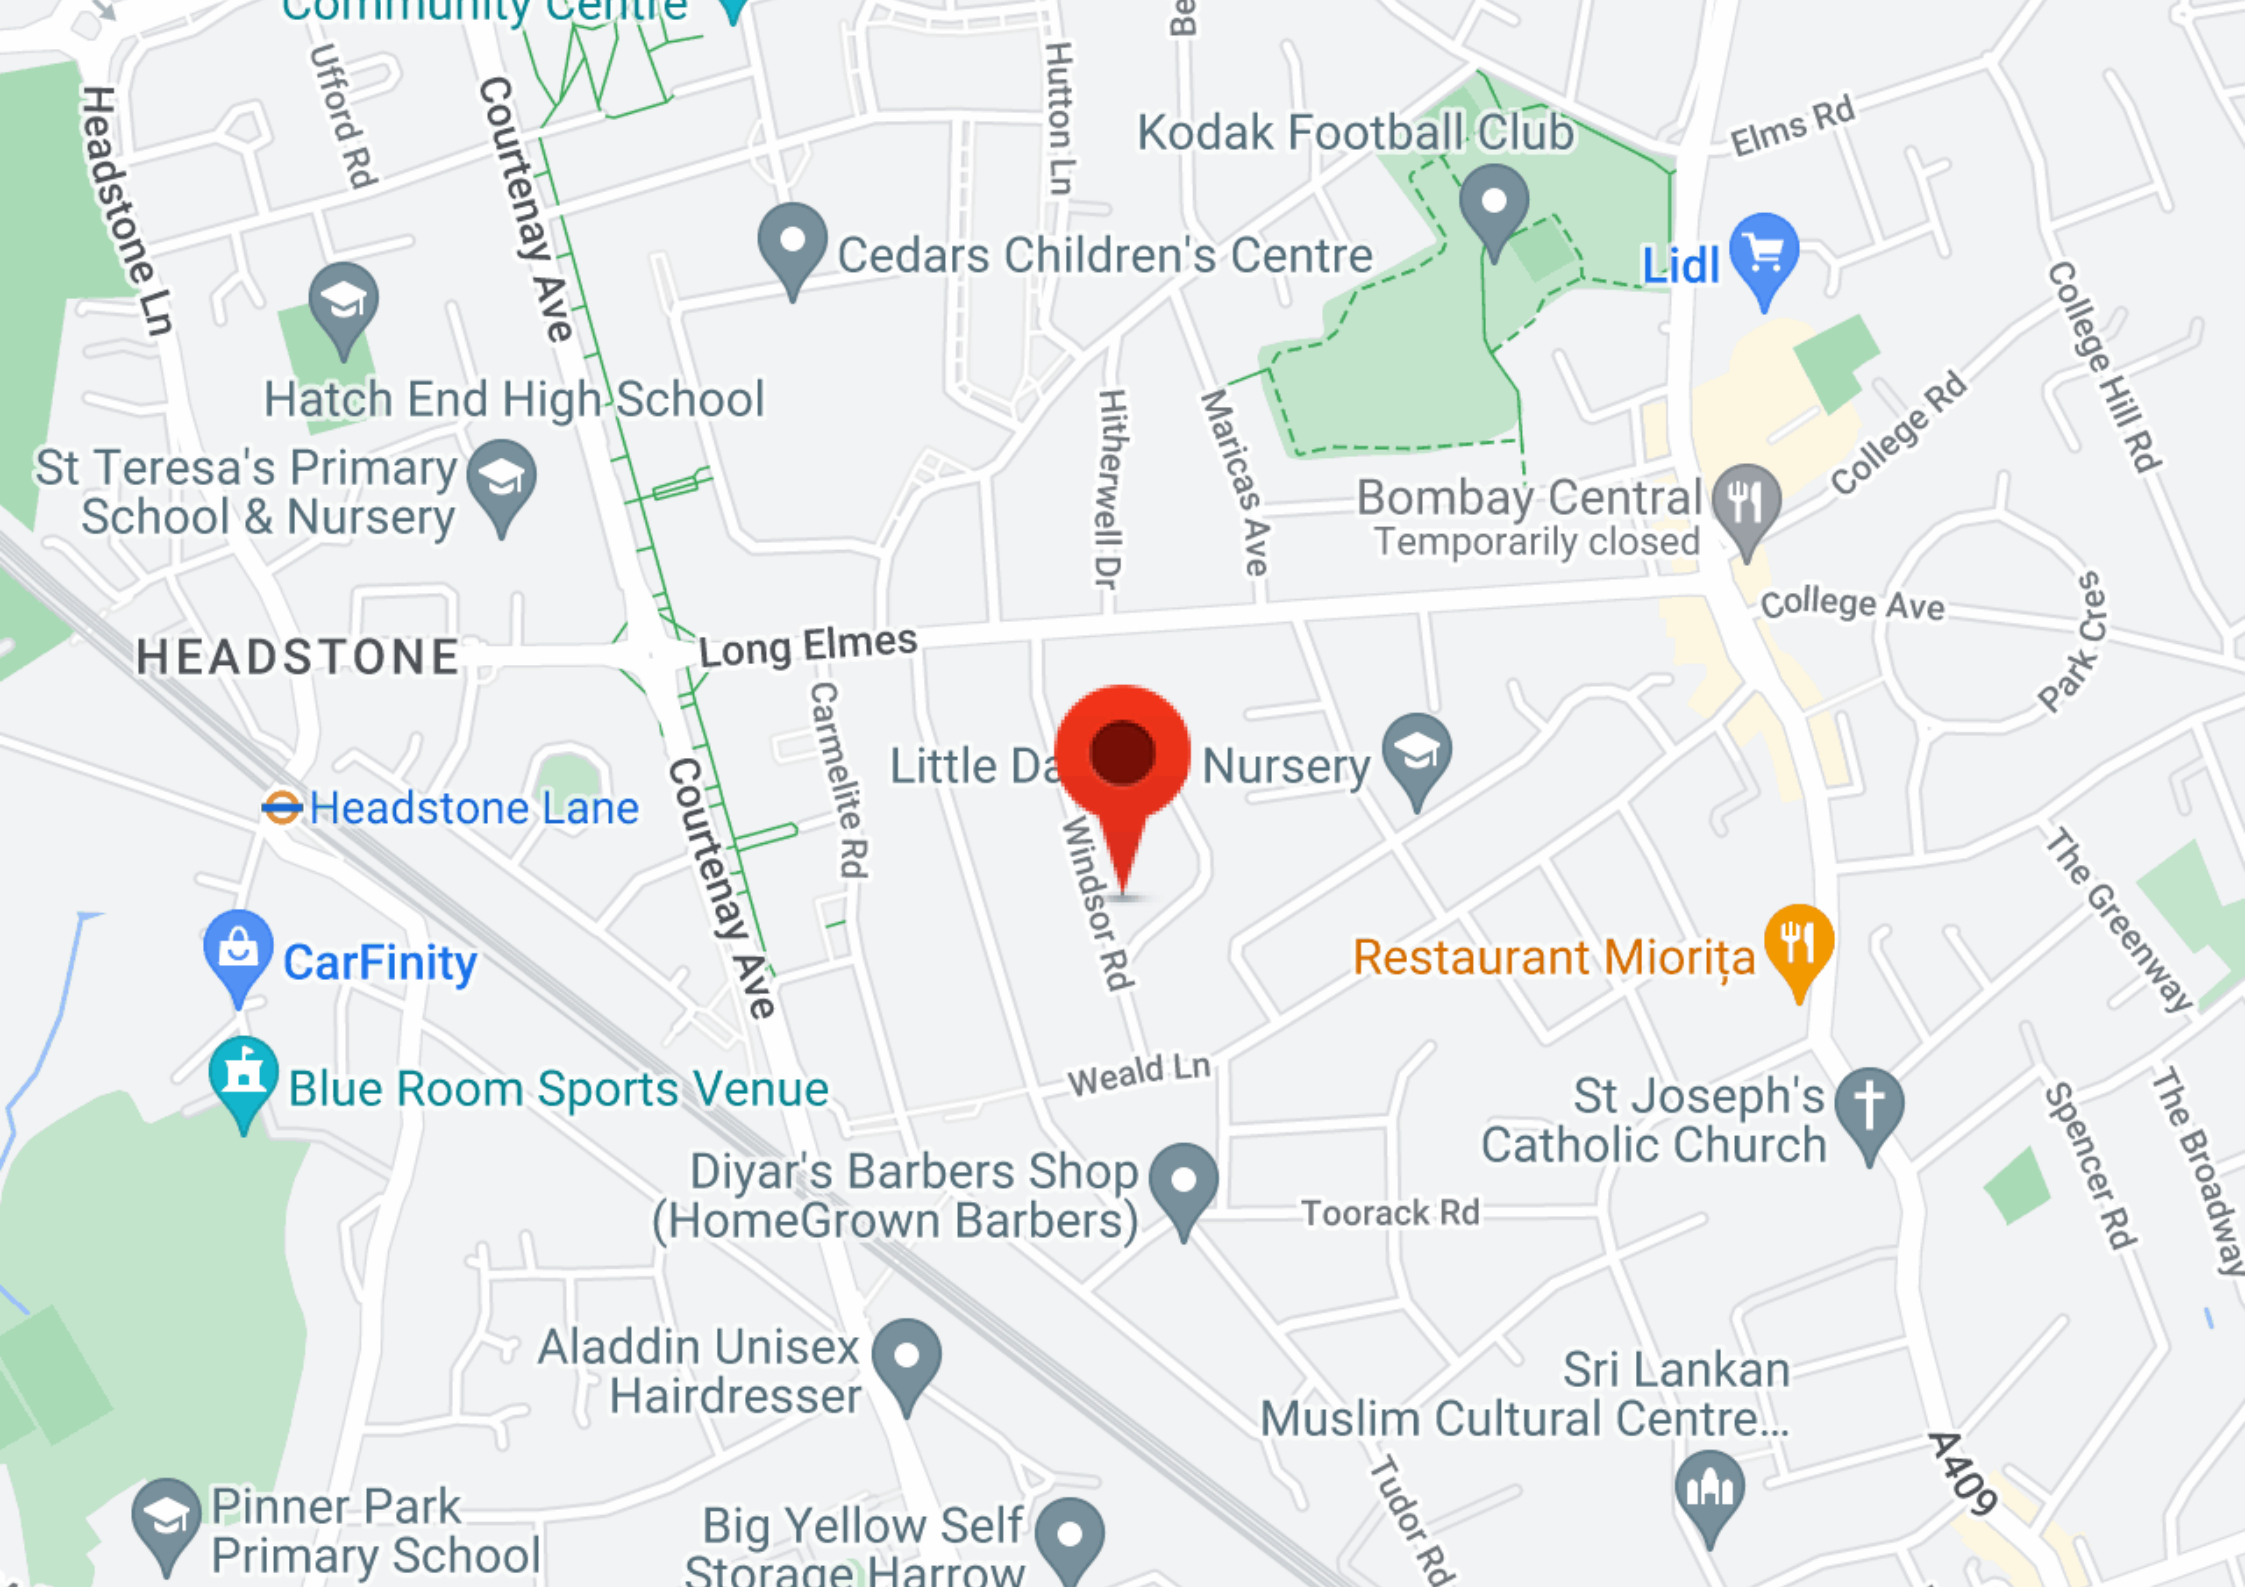 Community Centre
Be
Ufford Rd
Headstone Ln
Courtenay Ave
Hutton Ln
Kodak Football Club
Elms Rd
Cedars Children's Centre
Lidl
College Hill Rd
Hatch End High School
Hitherwell Dr
Maricas Ave
College Rd
St Teresa's Primary
School & Nursery
Bombay Central
Temporarily closed
College Ave
Park Cres
HEADSTONE
Long Elmes
Carmelite Rd
Little Da
Nursery
Headstone Lane
Courtenay Ave
Windsor Rd
The Greenway
CarFinity
Restaurant Miorița
Weald Ln
Blue Room Sports Venue
St Joseph's
Catholic Church
Spencer Rd
The Broadway
Diyar's Barbers Shop
(HomeGrown Barbers)
Toorack Rd
Aladdin Unisex
Hairdresser
Sri Lankan
Muslim Cultural Centre...
A409
Tudor Rd
Pinner Park
Primary School
Big Yellow Self
Storage Harrow